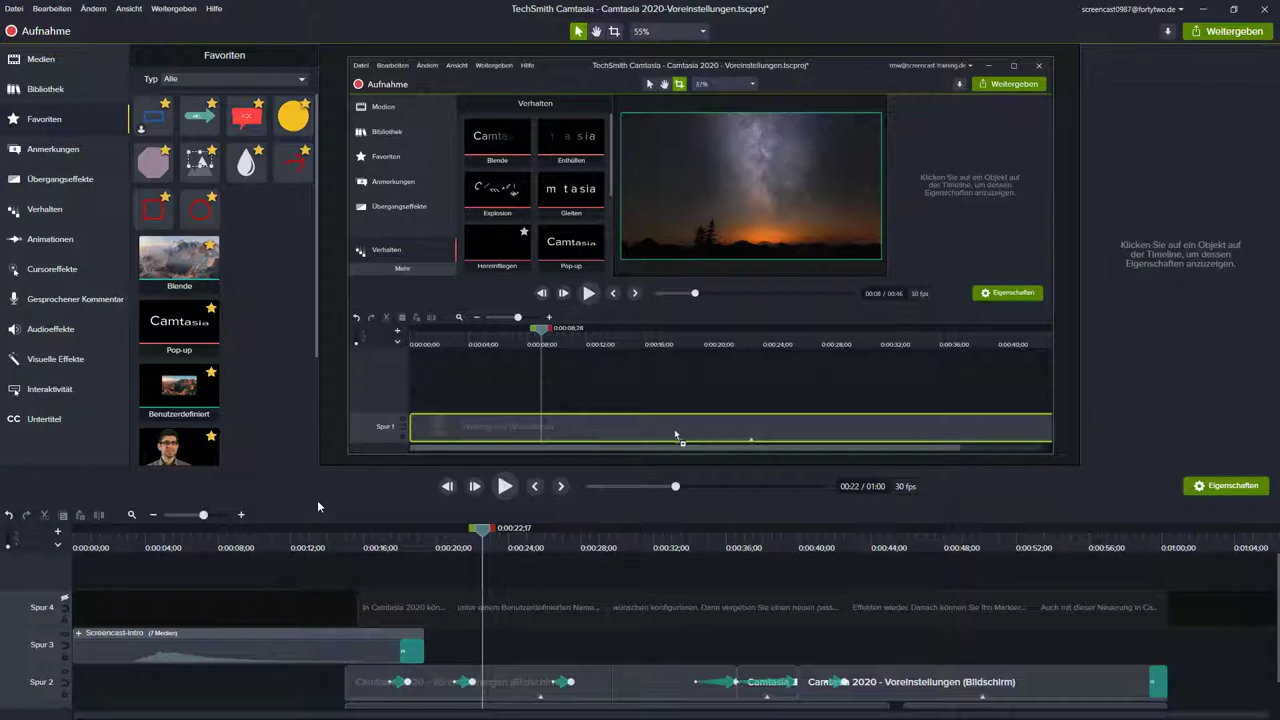 Datei Bearbeiten Ändern Ansicht Weitergeben Hilfe
TechSmith Camtasia - Camtasia 2020-Voreinstellungen.tscproj*
screencast0987@fortytwo.de
Aufnahme
55%
Weitergeben
Medien
Bibliothek
Favoriten
Anmerkungen
Übergangseffekte
Verhalten
Animationen
Cursoreffekte
Gesprochener Kommentar
Audioeffekte
Visuelle Effekte
Interaktivität
CC Untertitel
Favoriten
Typ Alle
Blende
Camtasia
Pop-up
Benutzerdefiniert
Datei Bearbeiten Ändern Ansicht Weitergeben Hilfe
TechSmith Camtasia - Camtasia 2020 - Voreinstellungen.tscproj*
rmw@screencast-training.de
Aufnahme
37%
Weitergeben
Medien
Bibliothek
Favoriten
Anmerkungen
Übergangseffekte
Verhalten
Mehr
Verhalten
Blende
Enthüllen
Explosion
m t asia
Gleiten
Hereinfliegen
Camtasia
Pop-up
Klicken Sie auf ein Objekt auf
der Timeline, um dessen
Eigenschaften anzuzeigen.
00:08 / 00:46 30 fps
Eigenschaften
0:00:08;28
0:00:00;00 0:00:04;00 0:00:08;00 0:00:12;00 0:00:16;00 0:00:20;00 0:00:24;00 0:00:28;00 0:00:32;00 0:00:36;00 0:00:40;00
Spur 1
Klicken Sie auf ein Objekt auf
der Timeline, um dessen
Eigenschaften anzuzeigen.
00:22 / 01:00 30 fps
Eigenschaften
0:00:22;17
0:00:00;00 0:00:04;00 0:00:08;00 0:00:12;00 0:00:16;00 0:00:20;00 0:00:24;00 0:00:28;00 0:00:32;00 0:00:36;00 0:00:40;00 0:00:44;00 0:00:48;00 0:00:52;00 0:00:56;00 0:01:00;00 0:01:04;00
Spur 4
In Camtasia 2020 kön... unter einem Benutzerdefinierten Name... wünschen konfigurieren. Dann vergeben Sie einen neuen pass... Effekten wieder. Danach können Sie Ihn Markier... Auch mit dieser Neuerung in Ca...
Spur 3
+ Screencast-Intro (7 Medien)
Spur 2
Camtasia 2020 - Voreinstellungen (Bildschirm)